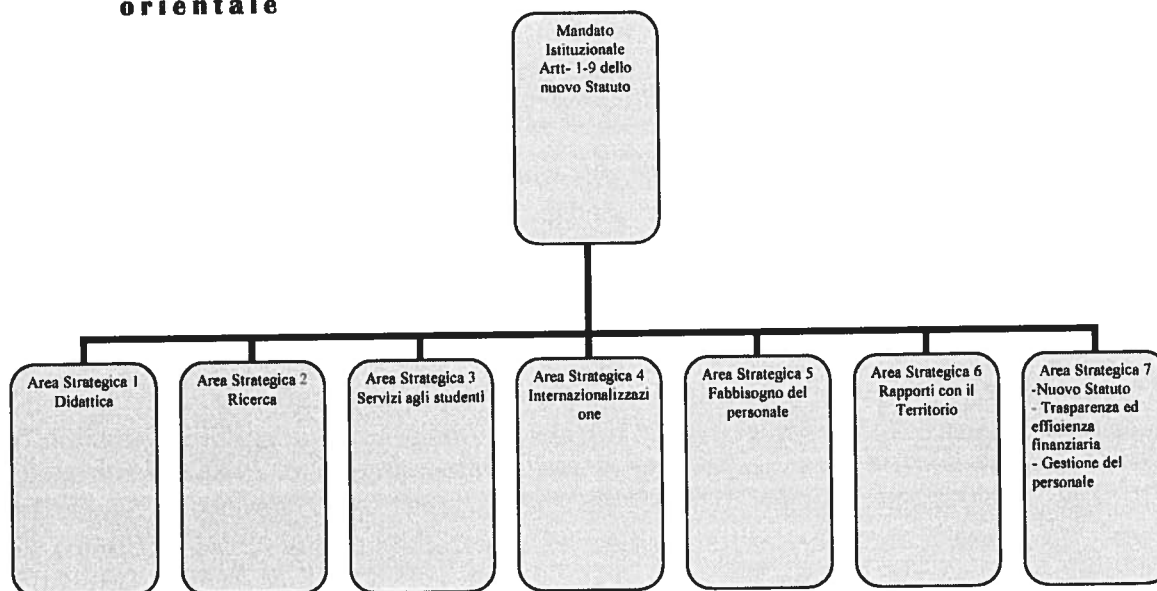 orientale
Mandato
Istituzionale
Artt- 1-9 dello
nuovo Statuto
Area Strategica 1
Didattica
Area Strategica 2
Ricerca
Area Strategica 3
Servizi agli studenti
Area Strategica 4
Internazionalizzazi
one
Area Strategica 5
Fabbisogno del
personale
Area Strategica 6
Rapporti con il
Territorio
Area Strategica 7
-Nuovo Statuto
- Trasparenza ed
efficienza
finanziaria
- Gestione del
personale